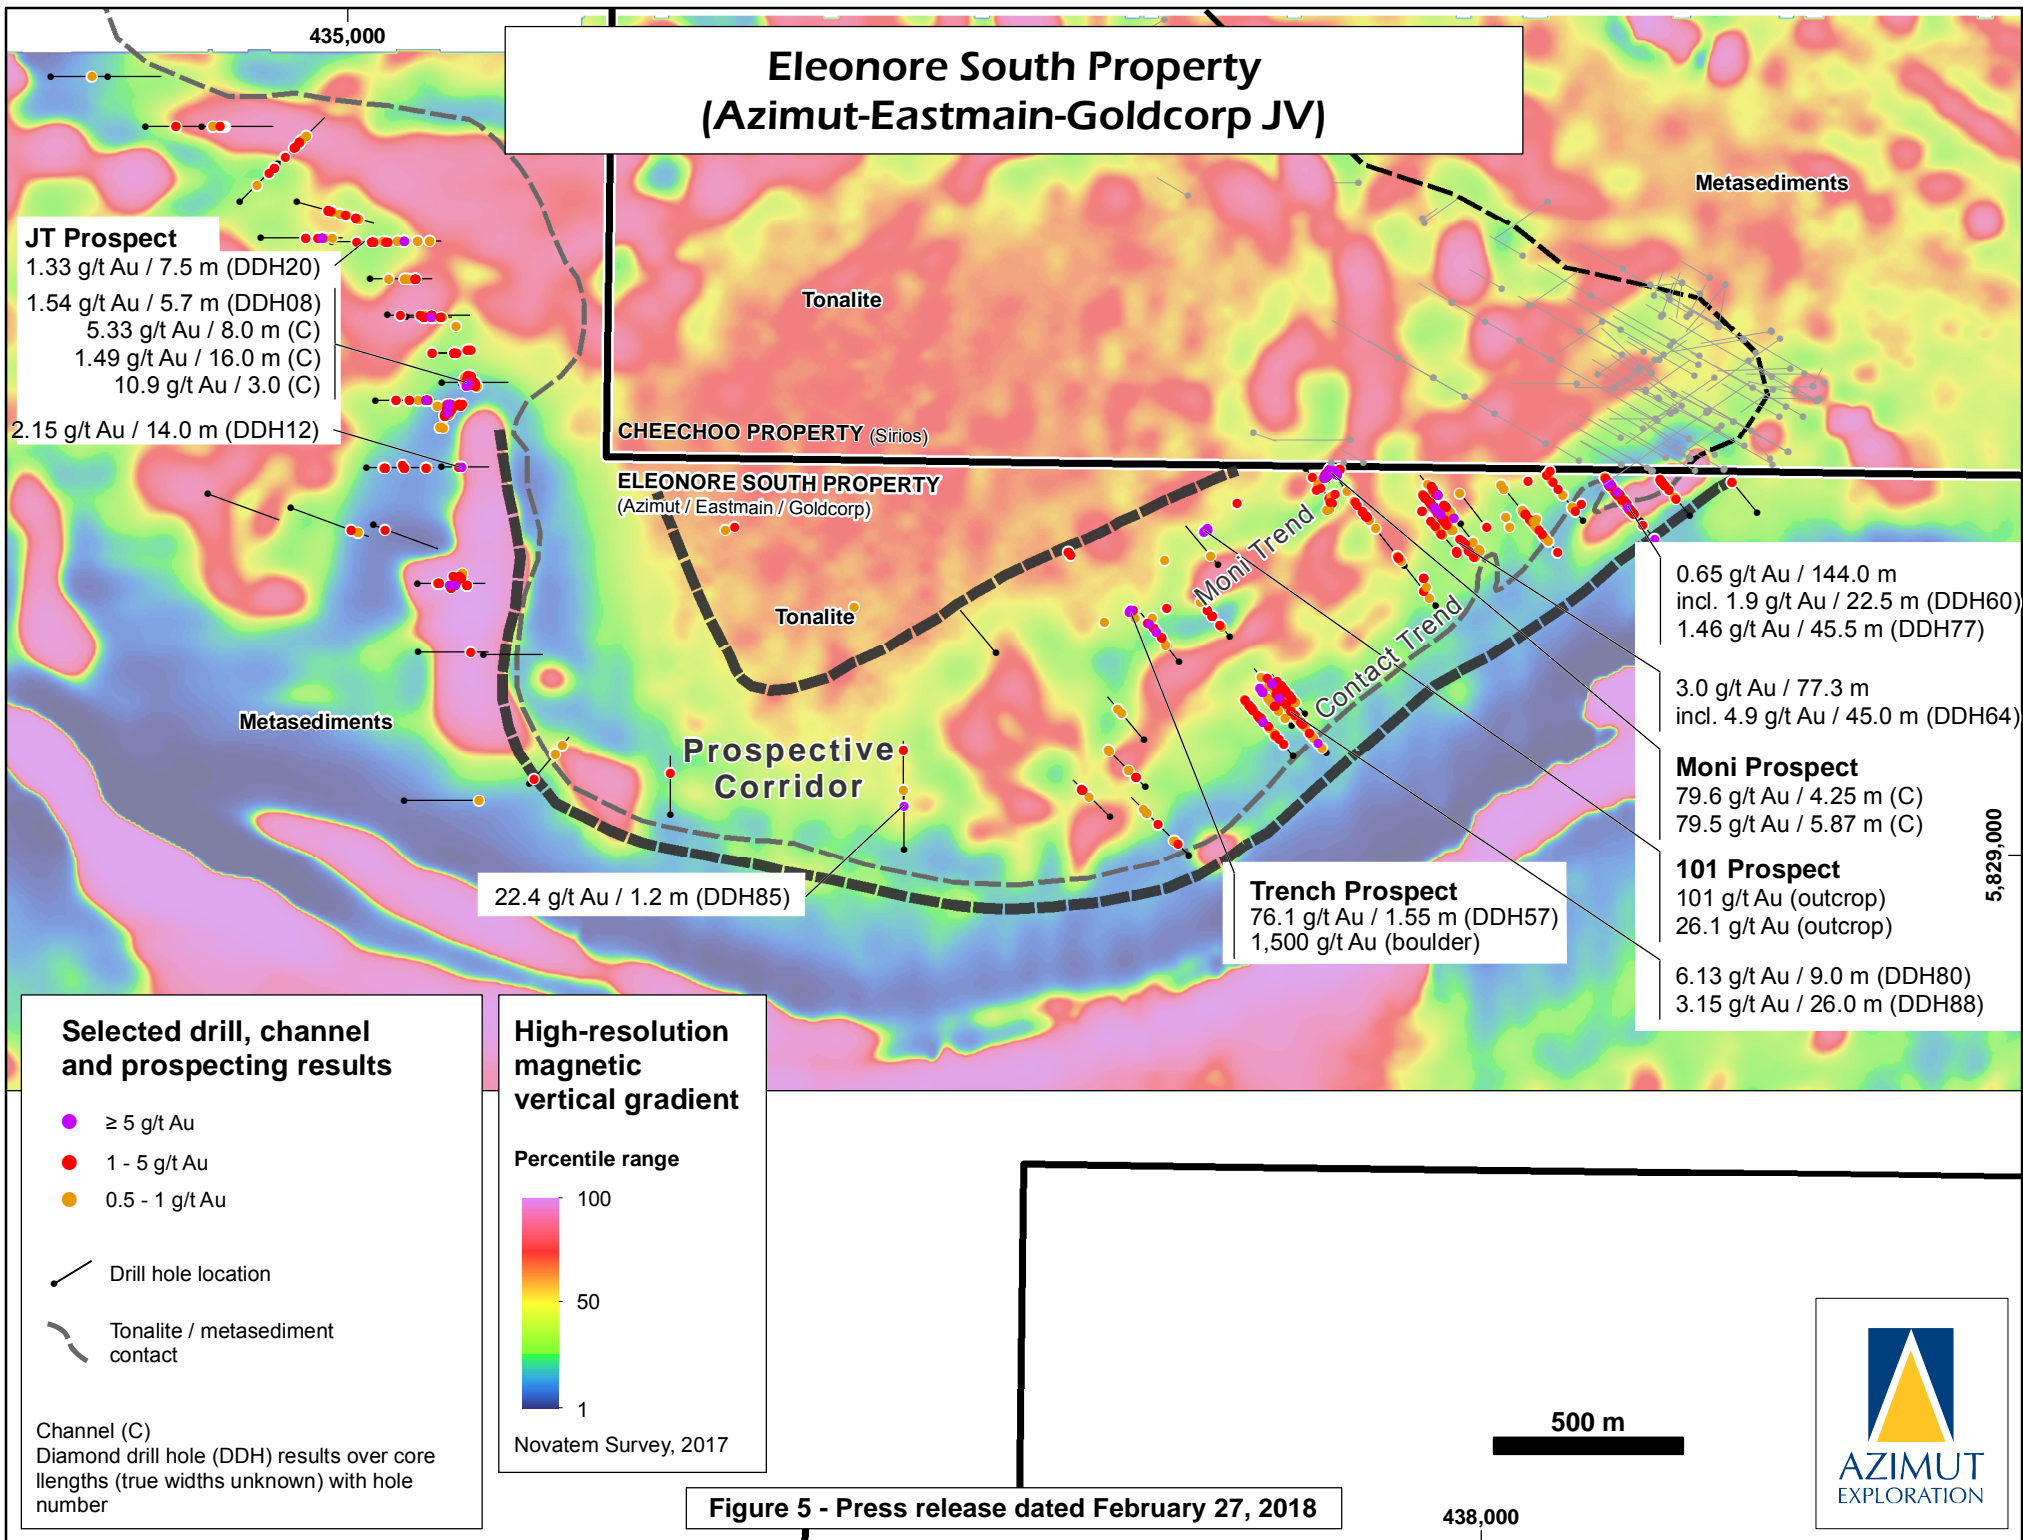 435,000
Eleonore South Property
(Azimut-Eastmain-Goldcorp JV)
Metasediments
JT Prospect
1.33 g/t Au / 7.5 m (DDH20)
1.54 g/t Au / 5.7 m (DDH08)
5.33 g/t Au / 8.0 m (C)
1.49 g/t Au / 16.0 m (C)
10.9 g/t Au / 3.0 (C)
2.15 g/t Au / 14.0 m (DDH12)
Tonalite
CHEECHOO PROPERTY (Sirios)
ELEONORE SOUTH PROPERTY
(Azimut / Eastmain / Goldcorp)
Moni Trend
Tonalite
Contact Trend
Metasediments
Prospective
Corridor
0.65 g/t Au / 144.0 m
incl. 1.9 g/t Au / 22.5 m (DDH60)
1.46 g/t Au / 45.5 m (DDH77)
3.0 g/t Au / 77.3 m
incl. 4.9 g/t Au / 45.0 m (DDH64)
Moni Prospect
79.6 g/t Au / 4.25 m (C)
79.5 g/t Au / 5.87 m (C)
101 Prospect
101 g/t Au (outcrop)
26.1 g/t Au (outcrop)
6.13 g/t Au / 9.0 m (DDH80)
3.15 g/t Au / 26.0 m (DDH88)
5,829,000
22.4 g/t Au / 1.2 m (DDH85)
Trench Prospect
76.1 g/t Au / 1.55 m (DDH57)
1,500 g/t Au (boulder)
Selected drill, channel
and prospecting results
≥ 5 g/t Au
1 - 5 g/t Au
0.5 - 1 g/t Au
Drill hole location
Tonalite / metasediment
contact
Channel (C)
Diamond drill hole (DDH) results over core
llengths (true widths unknown) with hole
number
High-resolution
magnetic
vertical gradient
Percentile range
100
50
1
Novatem Survey, 2017
500 m
438,000
Figure 5 - Press release dated February 27, 2018
AZIMUT
EXPLORATION